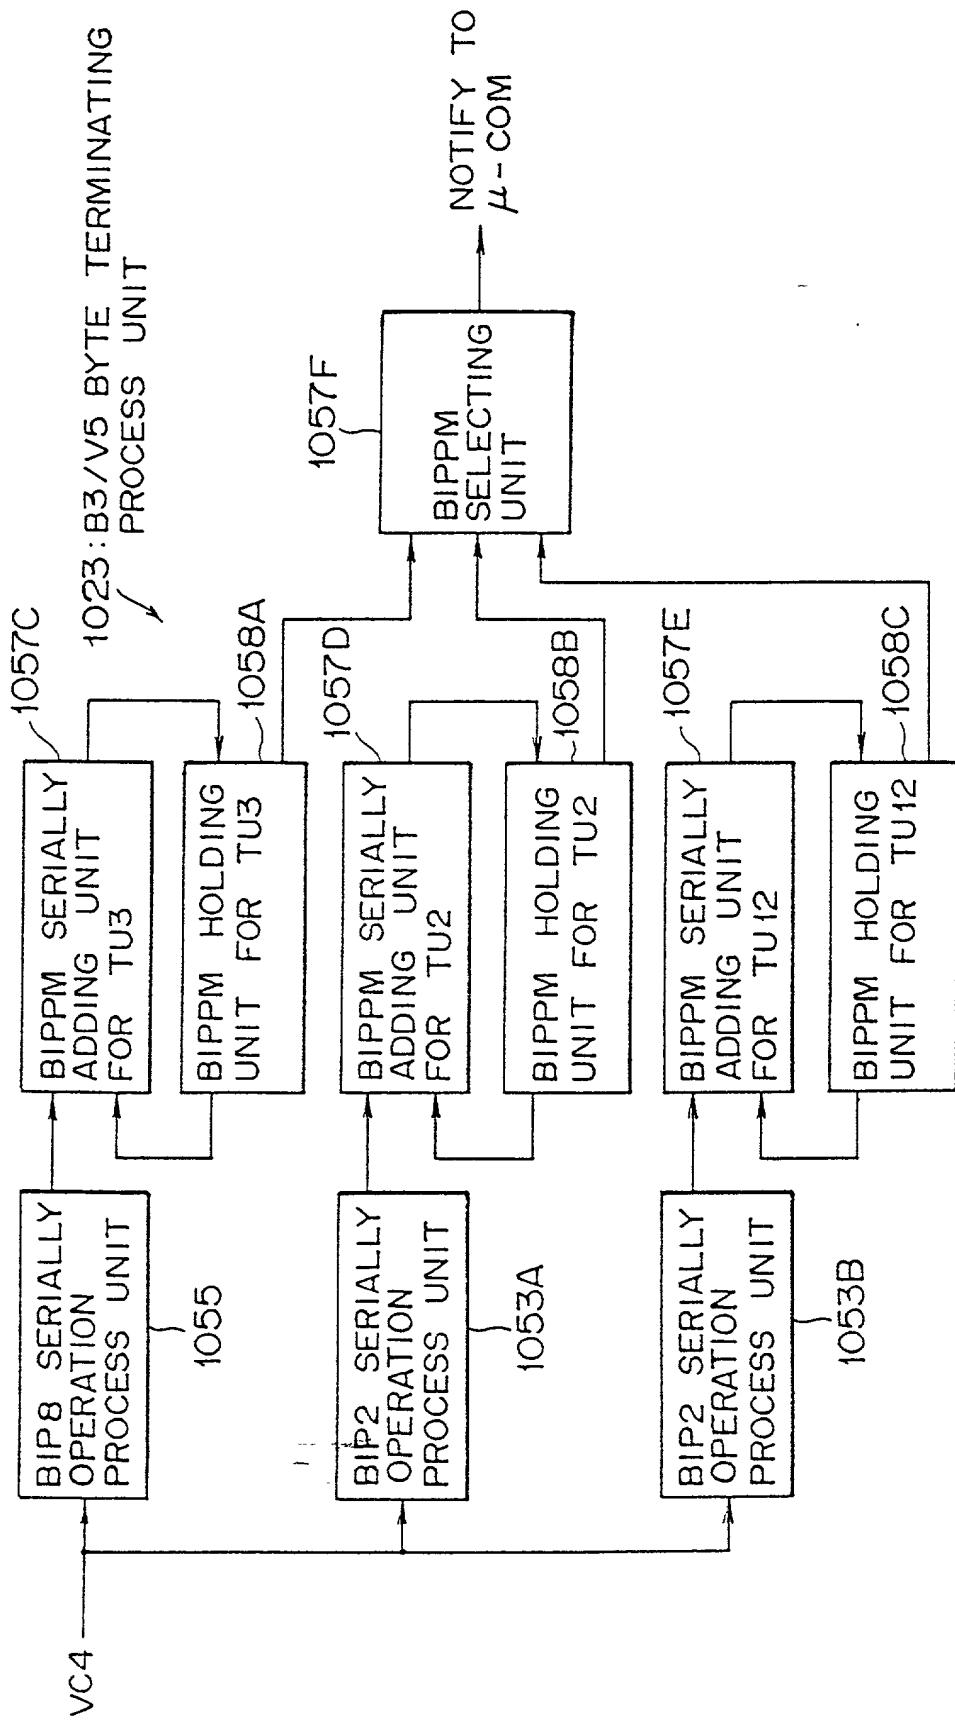 1023:B3/V5 BYTE TERMINATING
PROCESS UNIT
VC4
BIP8 SERIALLY
OPERATION
PROCESS UNIT
1055
BIPPM SERIALLY
ADDING UNIT
FOR TU3
1057C
BIPPM HOLDING
UNIT FOR TU3
1058A
BIP2 SERIALLY
OPERATION
PROCESS UNIT
1053A
BIPPM SERIALLY
ADDING UNIT
FOR TU2
1057D
BIPPM HOLDING
UNIT FOR TU2
1058B
BIP2 SERIALLY
OPERATION
PROCESS UNIT
1053B
BIPPM SERIALLY
ADDING UNIT
FOR TU12
1057E
BIPPM HOLDING
UNIT FOR TU12
1058C
BIPPM
SELECTING
UNIT
1057F
NOTIFY TO
μ-COM